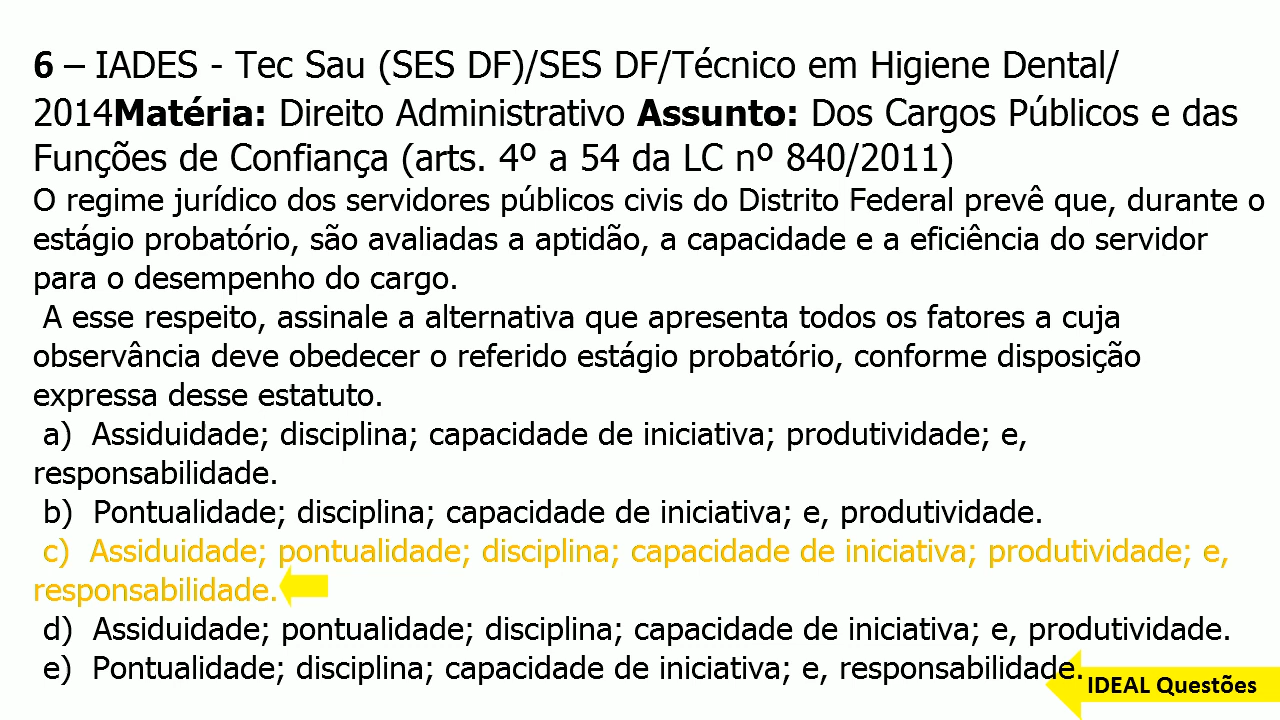 6 – IADES - Tec Sau (SES DF)/SES DF/Técnico em Higiene Dental/
2014Matéria: Direito Administrativo Assunto: Dos Cargos Públicos e das
Funções de Confiança (arts. 4º a 54 da LC nº 840/2011)
O regime jurídico dos servidores públicos civis do Distrito Federal prevê que, durante o
estágio probatório, são avaliadas a aptidão, a capacidade e a eficiência do servidor
para o desempenho do cargo.
A esse respeito, assinale a alternativa que apresenta todos os fatores a cuja
observância deve obedecer o referido estágio probatório, conforme disposição
expressa desse estatuto.
a) Assiduidade; disciplina; capacidade de iniciativa; produtividade; e,
responsabilidade.
b) Pontualidade; disciplina; capacidade de iniciativa; e, produtividade.
c) Assiduidade; pontualidade; disciplina; capacidade de iniciativa; produtividade; e,
responsabilidade.
d) Assiduidade; pontualidade; disciplina; capacidade de iniciativa; e, produtividade.
e) Pontualidade; disciplina; capacidade de iniciativa; e, responsabilidade.
IDEAL Questões